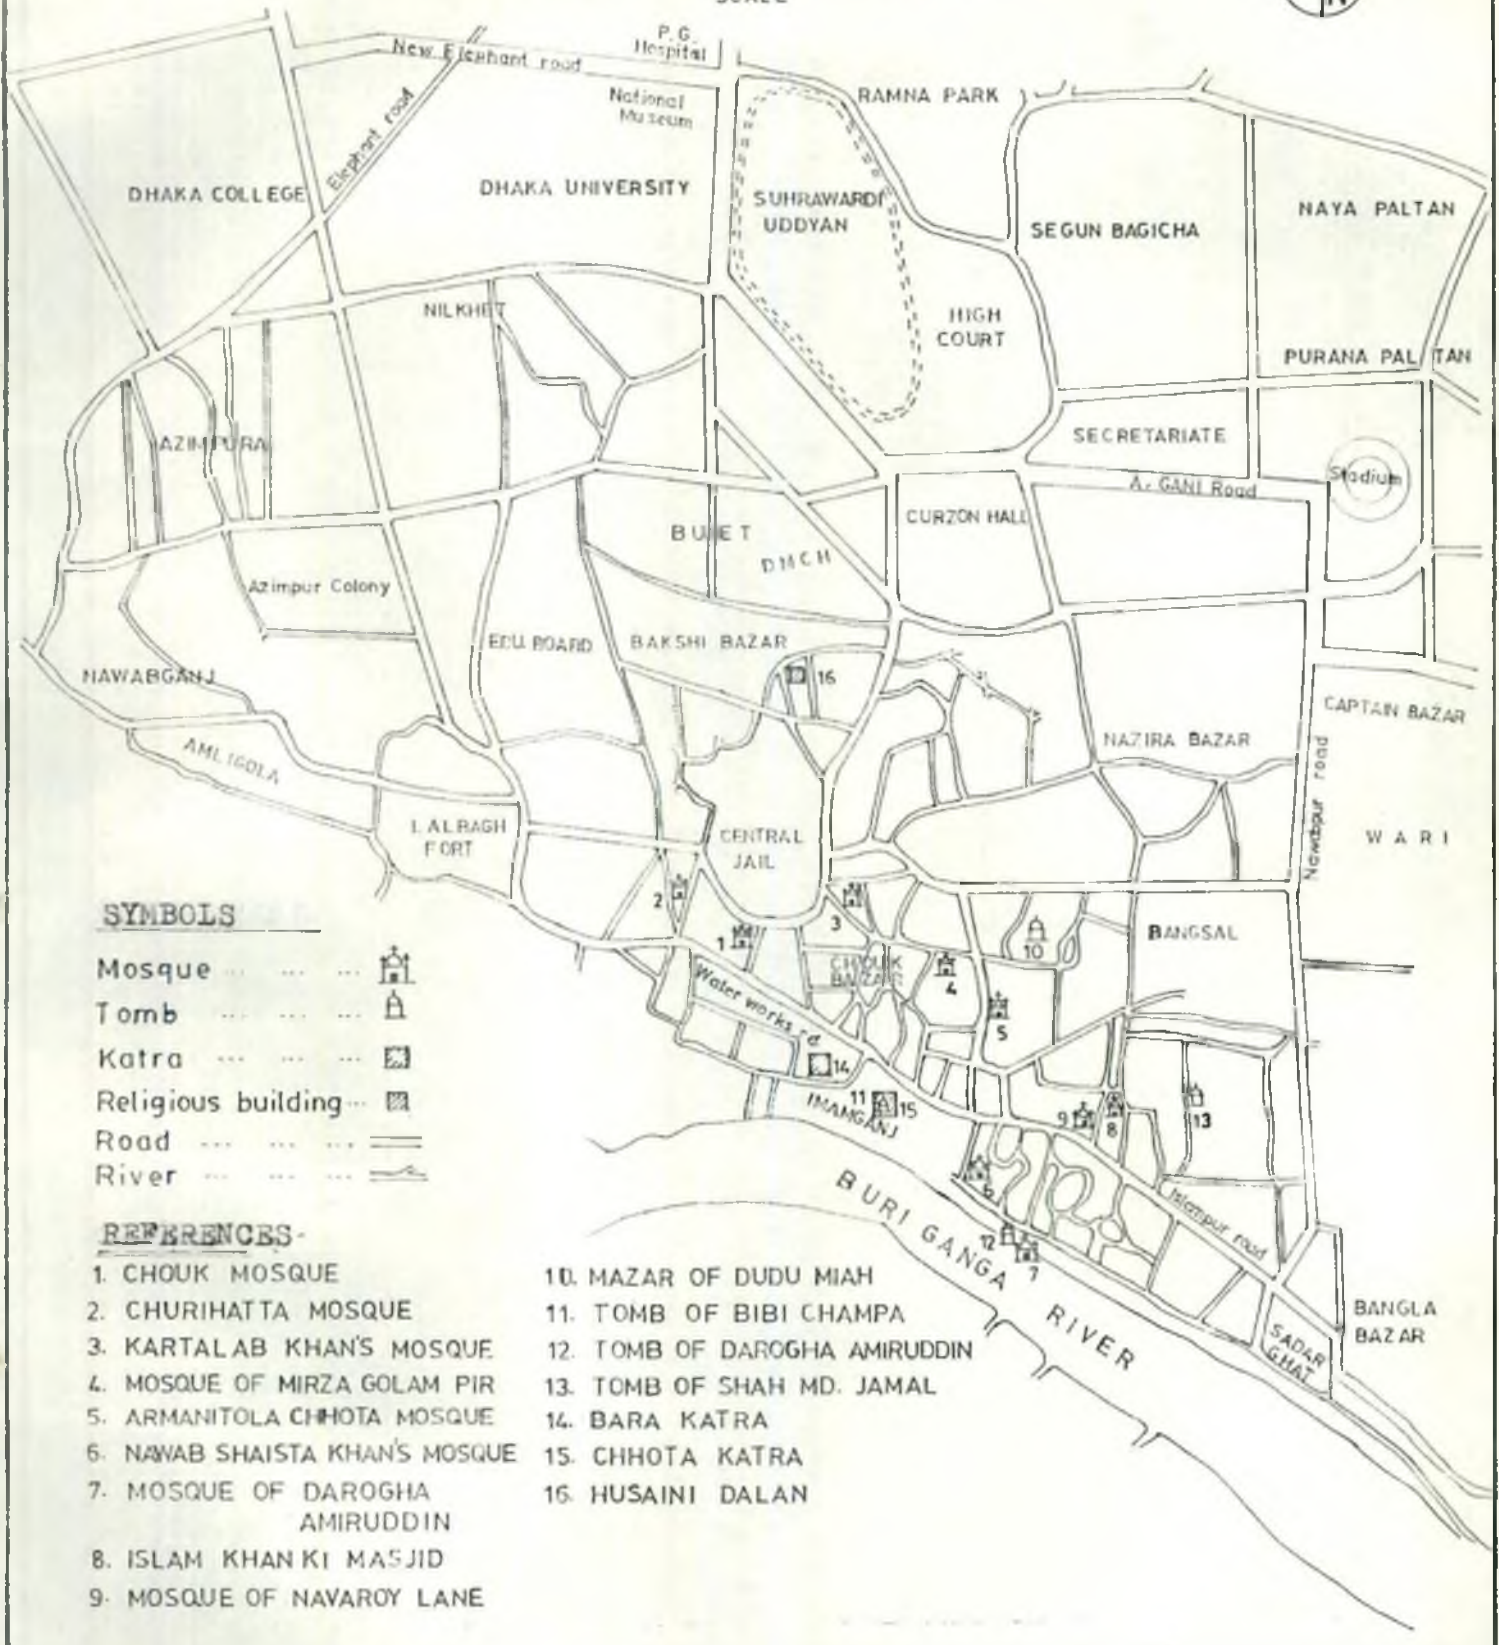 N
P.G.
Hospital
New Elephant road
National
Museum
Elephant road
RAMNA PARK
DHAKA COLLEGE
DHAKA UNIVERSITY
SUHRAWARDI
UDDYAN
SEGUN BAGICHA
NAYA PALTAN
NILKHET
HIGH
COURT
PURANA PALTAN
AZIMPURA
SECRETARIATE
Stadium
A. GANI Road
CURZON HALL
BUET
DMCH
Azimpur Colony
EDU. BOARD
BAKSHI BAZAR
NAWABGANJ
16
CAPTAIN BAZAR
AMLIGOLA
NAZIRA BAZAR
Nawabpur road
WARI
LALBAGH
FORT
CENTRAL
JAIL
2
3
1
10
BANGSAL
CHOUK
BAZAR
4
5
Water works rd
14
11
15
IMANGANJ
9
8
13
6
Islampur road
12
7
BURI GANGA RIVER
BANGLA
BAZAR
SADAR
GHAT
SYMBOLS
Mosque ... ... ...
Tomb ... ... ...
Katra ... ... ...
Religious building ...
Road ... ... ...
River ... ... ...
REFERENCES-
1. CHOUK MOSQUE
2. CHURIHATTA MOSQUE
3. KARTALAB KHAN'S MOSQUE
4. MOSQUE OF MIRZA GOLAM PIR
5. ARMANITOLA CHHOTA MOSQUE
6. NAWAB SHAISTA KHAN'S MOSQUE
7. MOSQUE OF DAROGHA
AMIRUDDIN
8. ISLAM KHAN KI MASJID
9. MOSQUE OF NAVAROY LANE
10. MAZAR OF DUDU MIAH
11. TOMB OF BIBI CHAMPA
12. TOMB OF DAROGHA AMIRUDDIN
13. TOMB OF SHAH MD. JAMAL
14. BARA KATRA
15. CHHOTA KATRA
16. HUSAINI DALAN